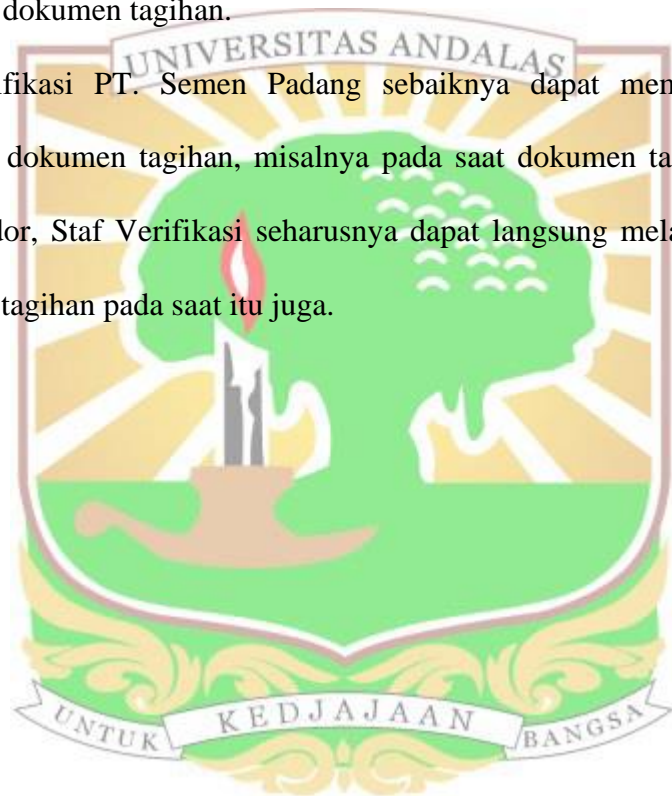 dokumen tagihan.
UNIVERSITAS ANDALAS
ifikasi PT. Semen Padang sebaiknya dapat men
dokumen tagihan, misalnya pada saat dokumen ta
dor, Staf Verifikasi seharusnya dapat langsung mela
tagihan pada saat itu juga.
UNTUK KEDJAJAAN BANGSA